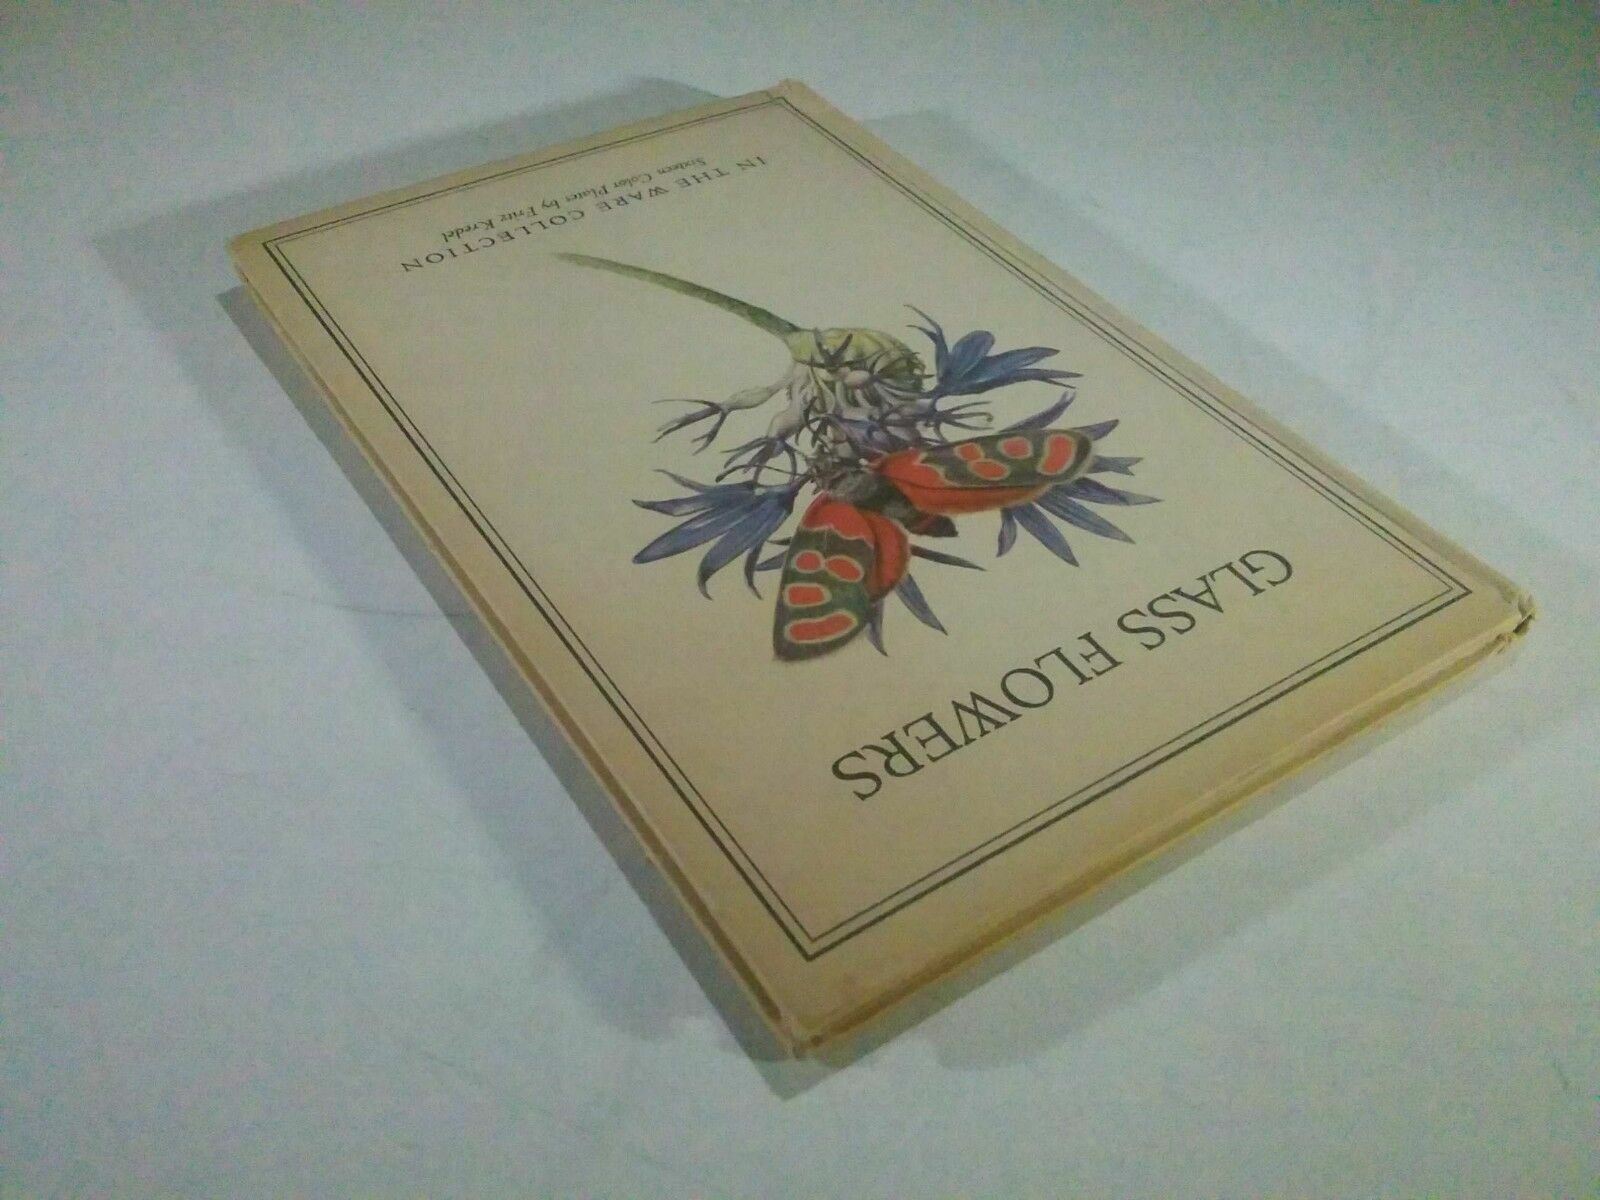 GLASS FLOWERS
IN THE WARE COLLECTION
Sixteen Color Plates by Fritz Kredel